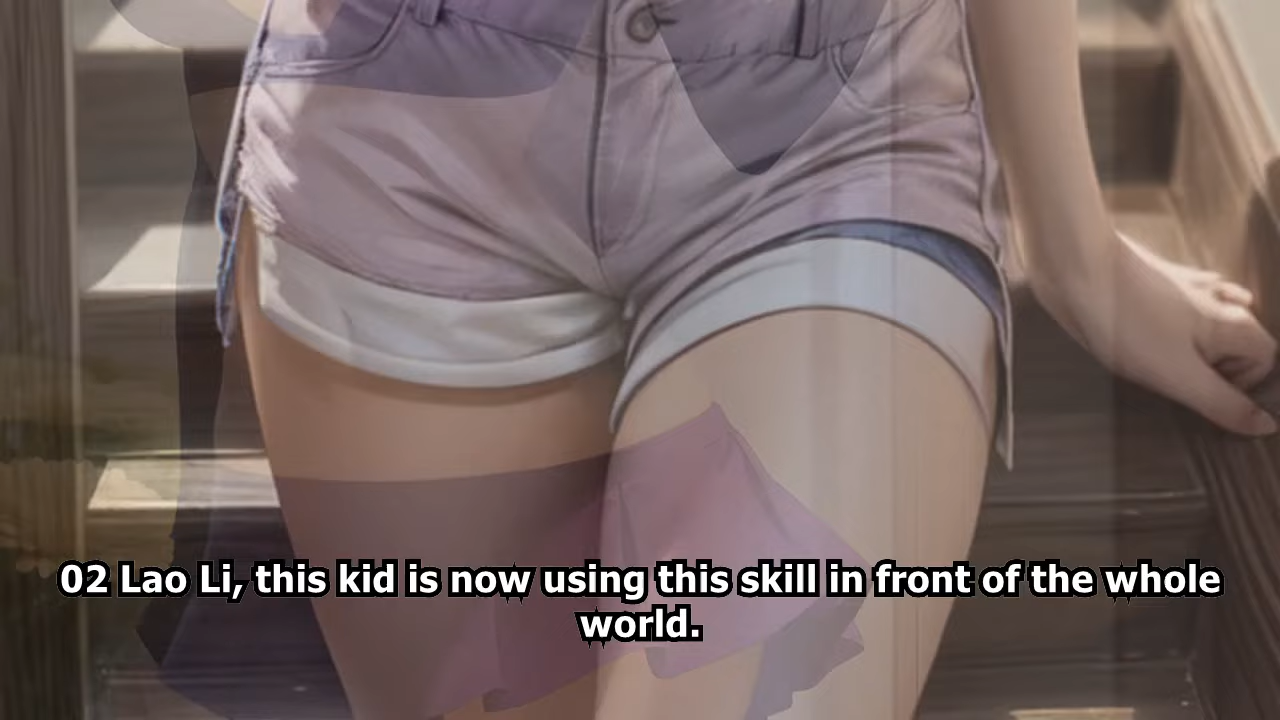 02 Lao Li, this kid is now using this skill in front of the whole
world.